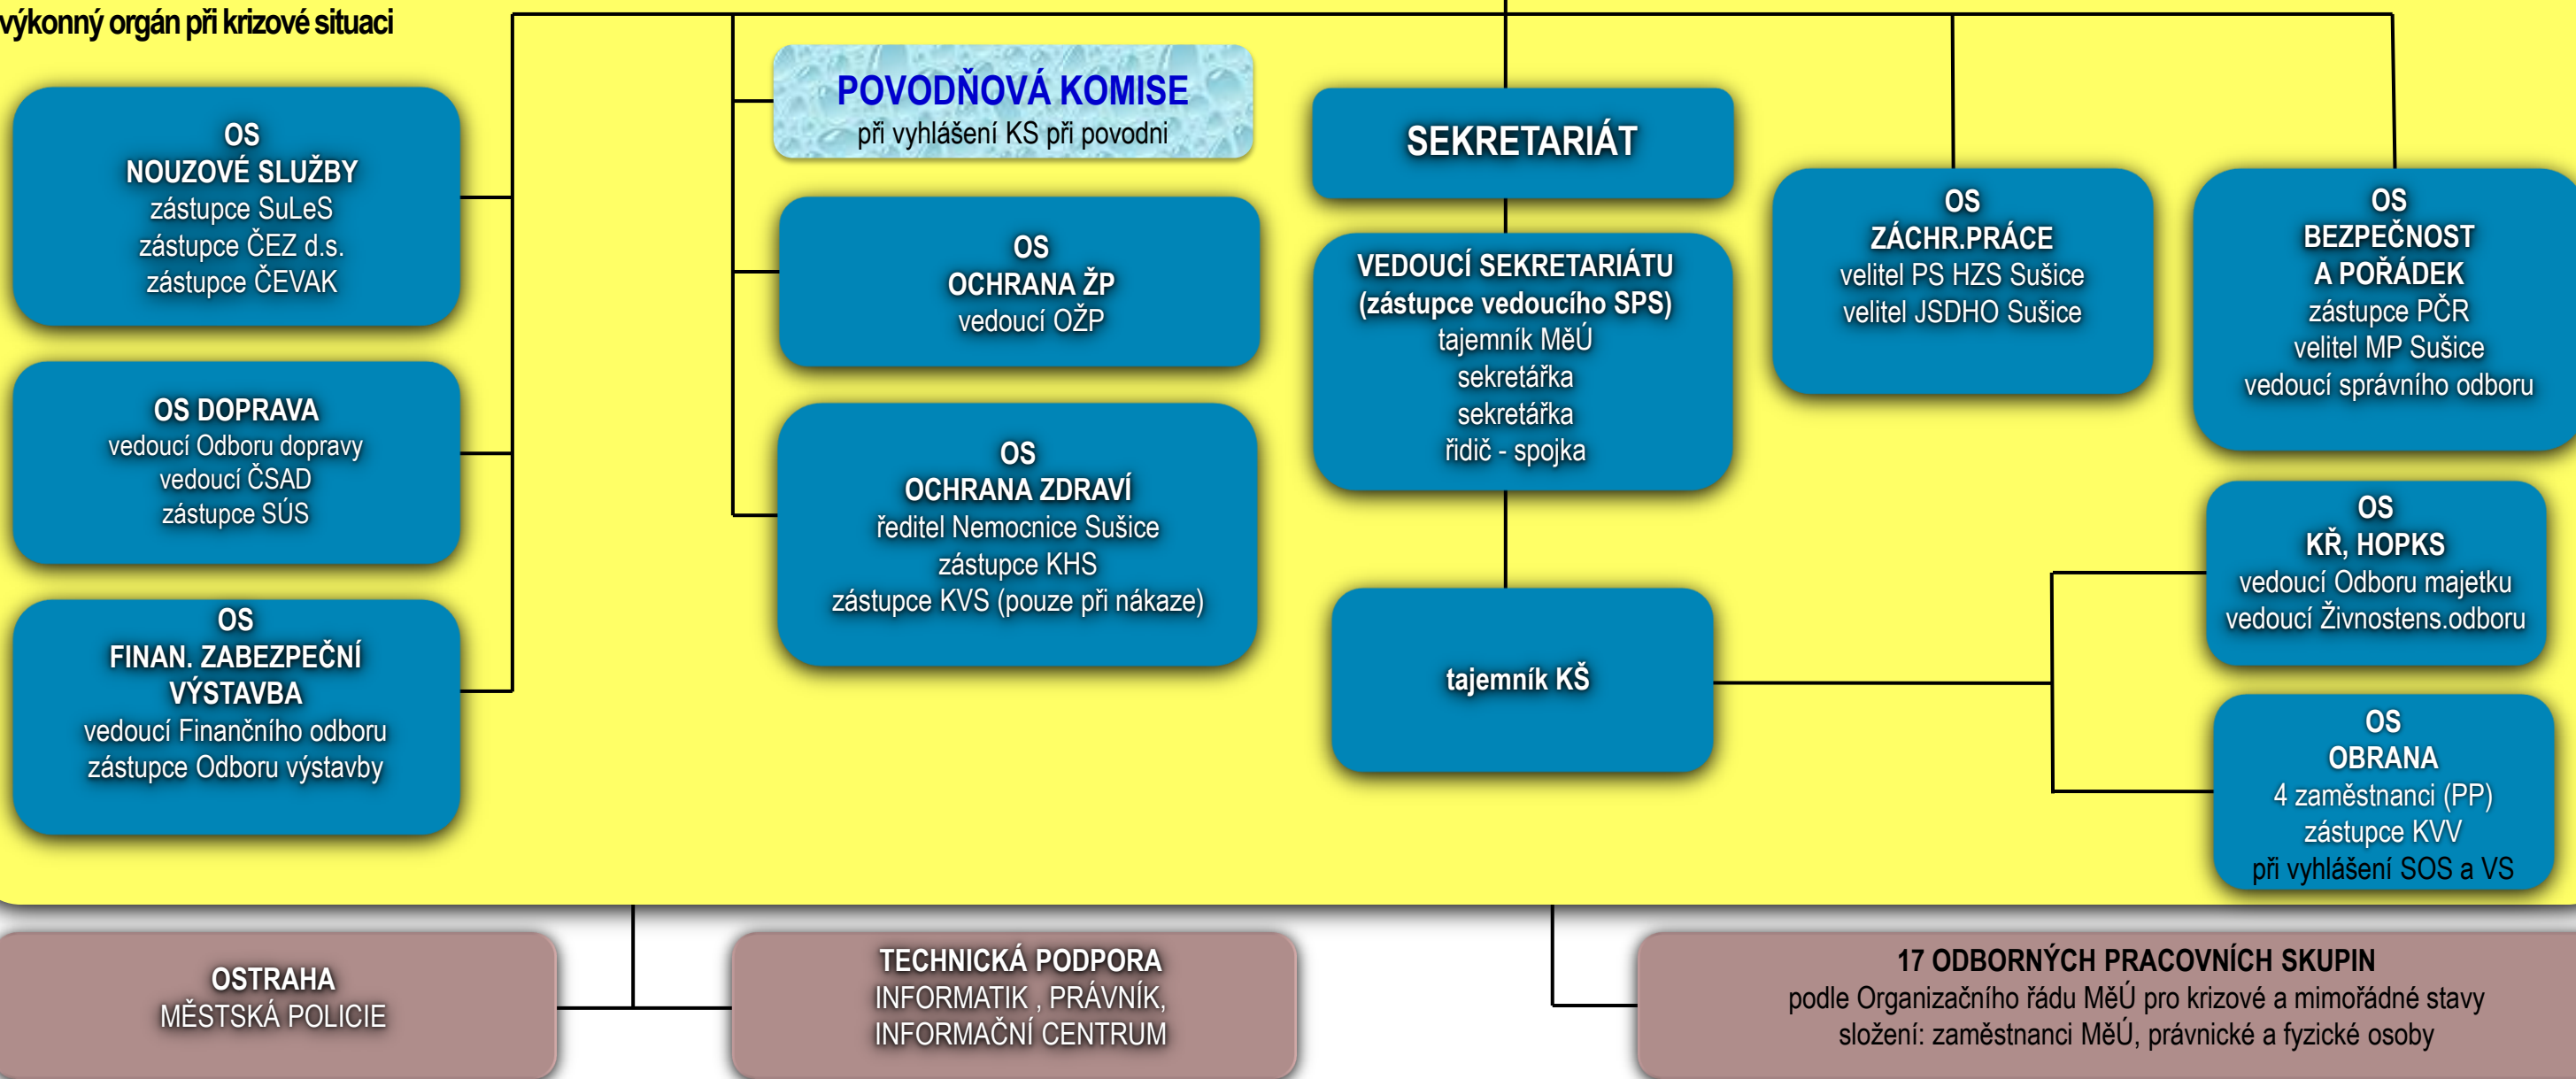 výkonný orgán při krizové situaci
POVODŇOVÁ KOMISE
při vyhlášení KS při povodni
OS
NOUZOVÉ SLUŽBY
zástupce SuLeS
zástupce ČEZ d.s.
zástupce ČEVAK
SEKRETARIÁT
OS
OCHRANA ŽP
vedoucí OŽP
VEDOUCÍ SEKRETARIÁTU
(zástupce vedoucího SPS)
tajemník MěÚ
sekretářka
sekretářka
řidič - spojka
OS
ZÁCHR.PRÁCE
velitel PS HZS Sušice
velitel JSDHO Sušice
OS
BEZPEČNOST
A POŘÁDEK
zástupce PČR
velitel MP Sušice
vedoucí správního odboru
OS DOPRAVA
vedoucí Odboru dopravy
vedoucí ČSAD
zástupce SÚS
OS
OCHRANA ZDRAVÍ
ředitel Nemocnice Sušice
zástupce KHS
zástupce KVS (pouze při nákaze)
OS
KŘ, HOPKS
vedoucí Odboru majetku
vedoucí Živnostens.odboru
OS
FINAN. ZABEZPEČNÍ
VÝSTAVBA
vedoucí Finančního odboru
zástupce Odboru výstavby
tajemník KŠ
OS
OBRANA
4 zaměstnanci (PP)
zástupce KVV
při vyhlášení SOS a VS
OSTRAHA
MĚSTSKÁ POLICIE
TECHNICKÁ PODPORA
INFORMATIK , PRÁVNÍK,
INFORMAČNÍ CENTRUM
17 ODBORNÝCH PRACOVNÍCH SKUPIN
podle Organizačního řádu MěÚ pro krizové a mimořádné stavy
složení: zaměstnanci MěÚ, právnické a fyzické osoby